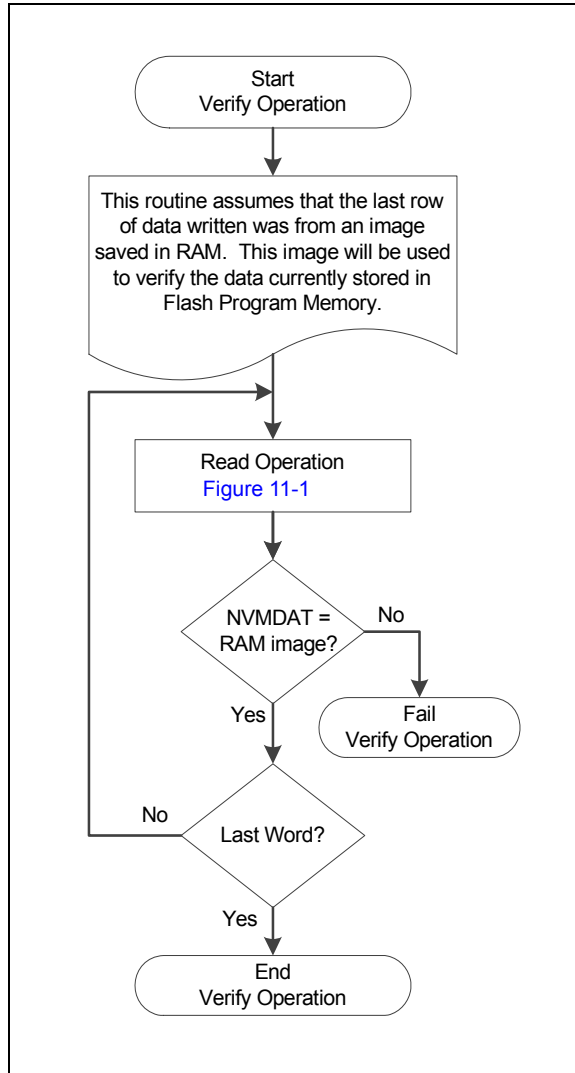 Start
Verify Operation
This routine assumes that the last row
of data written was from an image
saved in RAM. This image will be used
to verify the data currently stored in
Flash Program Memory.
Read Operation
Figure 11-1
NVMDAT =
RAM image?
No
Yes
Fail
Verify Operation
No
Last Word?
Yes
End
Verify Operation